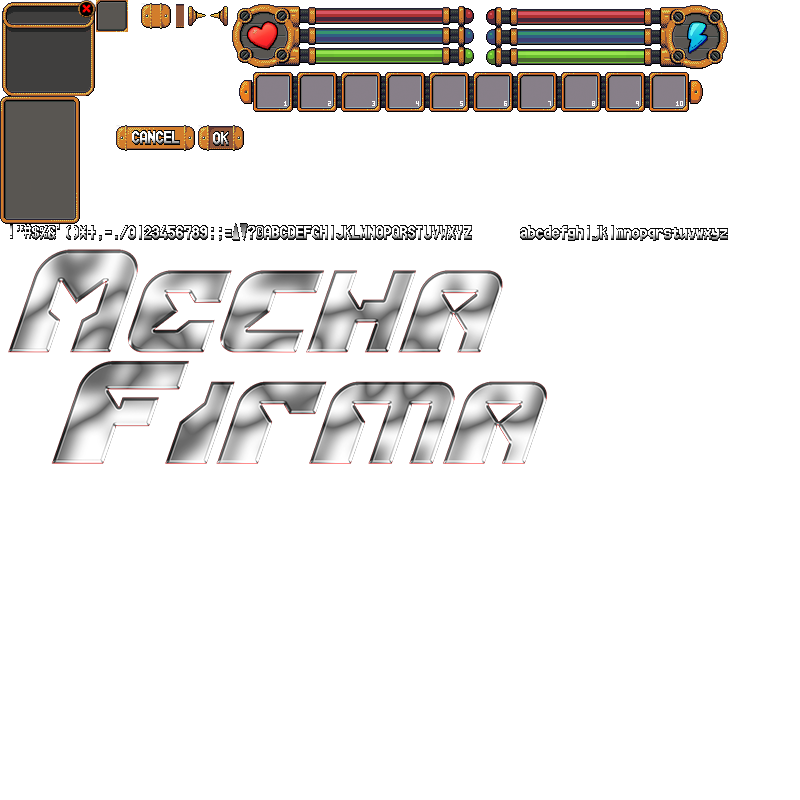 1 2 3 4 5 6 7 8 9 10
CANCEL OK
!"#$%&'()*+,-./0123456789:;=?@ABCDEFGHIJKLMNOPQRSTUVWXYZ abcdefghijklmnopqrstuvwxyz
MECHA
FIRMA